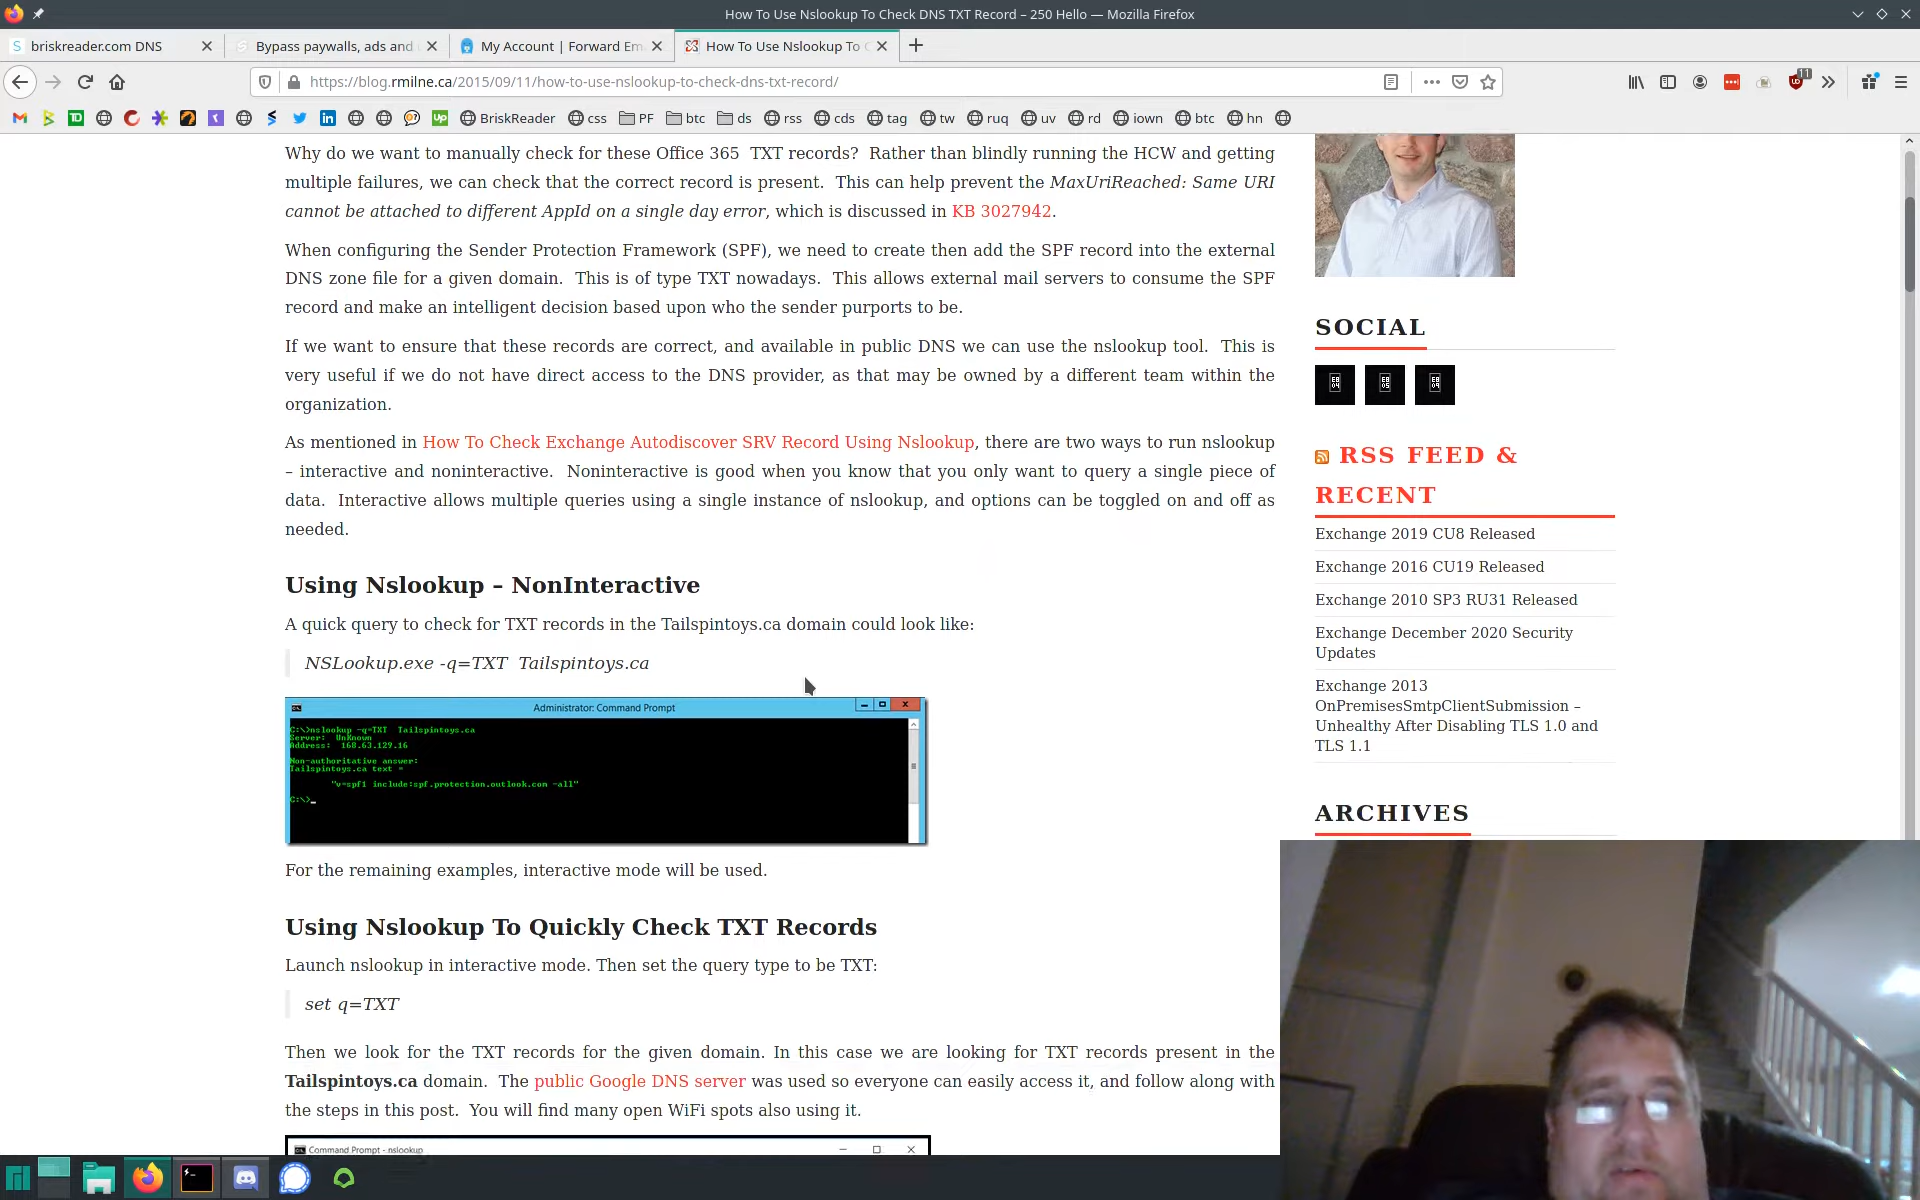 How To Use Nslookup To Check DNS TXT Record – 250 Hello — Mozilla Firefox
briskreader.com DNS
Bypass paywalls, ads and
My Account | Forward Em
How To Use Nslookup To C
https://blog.rmilne.ca/2015/09/11/how-to-use-nslookup-to-check-dns-txt-record/
11
BriskReader css PF btc ds rss cds tag tw ruq uv rd iown btc hn
Why do we want to manually check for these Office 365  TXT records?  Rather than blindly running the HCW and getting
multiple failures, we can check that the correct record is present.  This can help prevent the MaxUriReached: Same URI
cannot be attached to different AppId on a single day error, which is discussed in KB 3027942.
When configuring the Sender Protection Framework (SPF), we need to create then add the SPF record into the external
DNS zone file for a given domain.  This is of type TXT nowadays.  This allows external mail servers to consume the SPF
record and make an intelligent decision based upon who the sender purports to be.
If we want to ensure that these records are correct, and available in public DNS we can use the nslookup tool.  This is
very useful if we do not have direct access to the DNS provider, as that may be owned by a different team within the
organization.
As mentioned in How To Check Exchange Autodiscover SRV Record Using Nslookup, there are two ways to run nslookup
– interactive and noninteractive.  Noninteractive is good when you know that you only want to query a single piece of
data.  Interactive allows multiple queries using a single instance of nslookup, and options can be toggled on and off as
needed.
Using Nslookup – NonInteractive
A quick query to check for TXT records in the Tailspintoys.ca domain could look like:
NSLookup.exe -q=TXT  Tailspintoys.ca
Administrator: Command Prompt
C:\>nslookup -q=TXT  Tailspintoys.ca
Server:  UnKnown
Address:  168.63.129.16
Non-authoritative answer:
Tailspintoys.ca text =
"v=spf1 include:spf.protection.outlook.com -all"
C:\>_
For the remaining examples, interactive mode will be used.
Using Nslookup To Quickly Check TXT Records
Launch nslookup in interactive mode. Then set the query type to be TXT:
set q=TXT
Then we look for the TXT records for the given domain. In this case we are looking for TXT records present in the
Tailspintoys.ca domain.  The public Google DNS server was used so everyone can easily access it, and follow along with
the steps in this post.  You will find many open WiFi spots also using it.
Command Prompt - nslookup
SOCIAL
RSS FEED &
RECENT
Exchange 2019 CU8 Released
Exchange 2016 CU19 Released
Exchange 2010 SP3 RU31 Released
Exchange December 2020 Security
Updates
Exchange 2013
OnPremisesSmtpClientSubmission –
Unhealthy After Disabling TLS 1.0 and
TLS 1.1
ARCHIVES